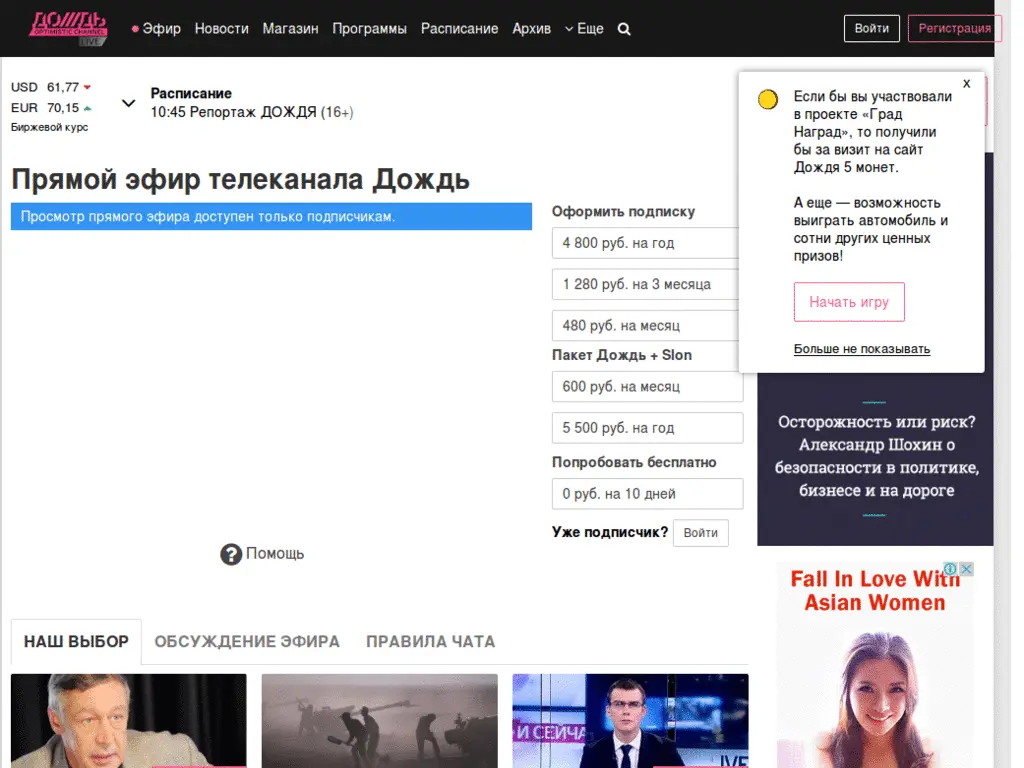 ДОЖДЬ
OPTIMISTIC CHANNEL
LIVE
Эфир Новости Магазин Программы Расписание Архив Еще
Войти Регистрация
USD 61,77
EUR 70,15
Биржевой курс
Расписание
10:45 Репортаж ДОЖДЯ (16+)
x
Если бы вы участвовали
в проекте «Град
Наград», то получили
бы за визит на сайт
Дождя 5 монет.
А еще — возможность
выиграть автомобиль и
сотни других ценных
призов!
Начать игру
Больше не показывать
Прямой эфир телеканала Дождь
Просмотр прямого эфира доступен только подписчикам.
Оформить подписку
4 800 руб. на год
1 280 руб. на 3 месяца
480 руб. на месяц
Пакет Дождь + Slon
600 руб. на месяц
5 500 руб. на год
Попробовать бесплатно
0 руб. на 10 дней
Уже подписчик? Войти
? Помощь
Осторожность или риск?
Александр Шохин о
безопасности в политике,
бизнесе и на дороге
Fall In Love With
Asian Women
НАШ ВЫБОР ОБСУЖДЕНИЕ ЭФИРА ПРАВИЛА ЧАТА
И СЕЙЧА